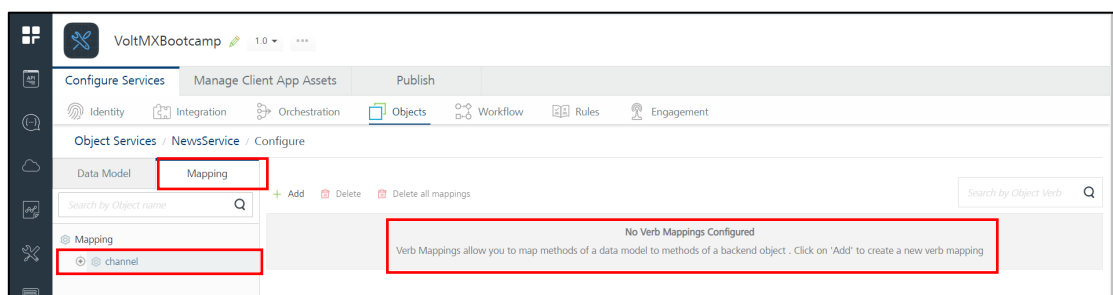 VoltMXBootcamp 1.0
Configure Services Manage Client App Assets Publish
API
Identity Integration Orchestration Objects Workflow Rules Engagement
Object Services / NewsService / Configure
Data Model Mapping
+ Add Delete Delete all mappings Search by Object Verb
Search by Object name
No Verb Mappings Configured
Mapping
Verb Mappings allow you to map methods of a data model to methods of a backend object . Click on 'Add' to create a new verb mapping
channel